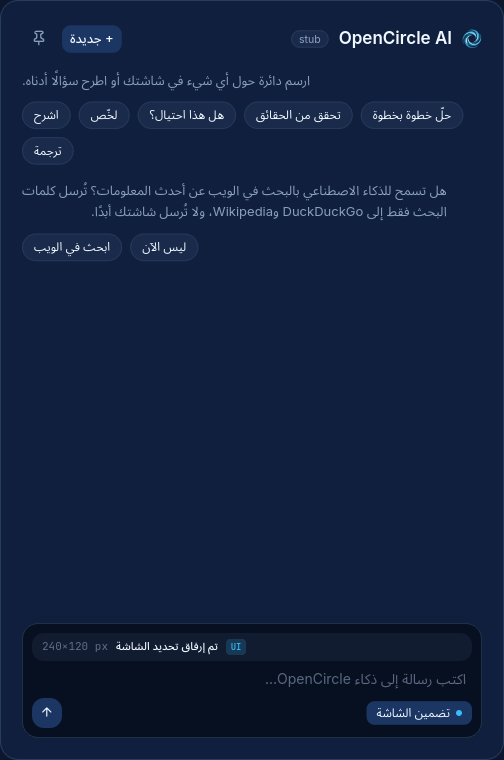 OpenCircle AI
stub
+ جديدة
ارسم دائرة حول أي شيء في شاشتك أو اطرح سؤالًا أدناه.
حلّ خطوة بخطوة
تحقق من الحقائق
هل هذا احتيال؟
لخّص
اشرح
ترجمة
هل تسمح للذكاء الاصطناعي بالبحث في الويب عن أحدث المعلومات؟ تُرسل كلمات
البحث فقط إلى DuckDuckGo وWikipedia، ولا تُرسل شاشتك أبدًا.
ليس الآن
ابحث في الويب
UI
تم إرفاق تحديد الشاشة
240×120 px
اكتب رسالة إلى ذكاء OpenCircle...
تضمين الشاشة